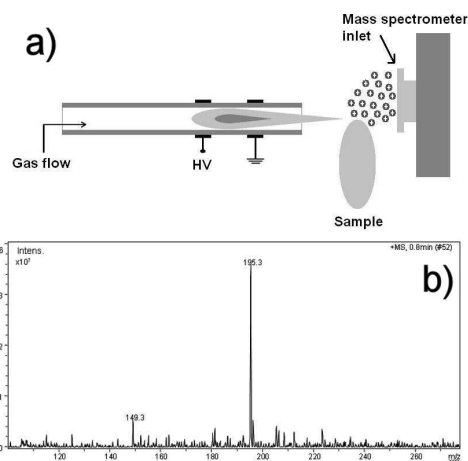 a)
Mass spectrometer
inlet
Gas flow
HV
Sample
b)
Intens.
x10⁷
+MS, 0.8min (#52)
195.3
149.3
120 140 160 180 200 220 240 260 m/z